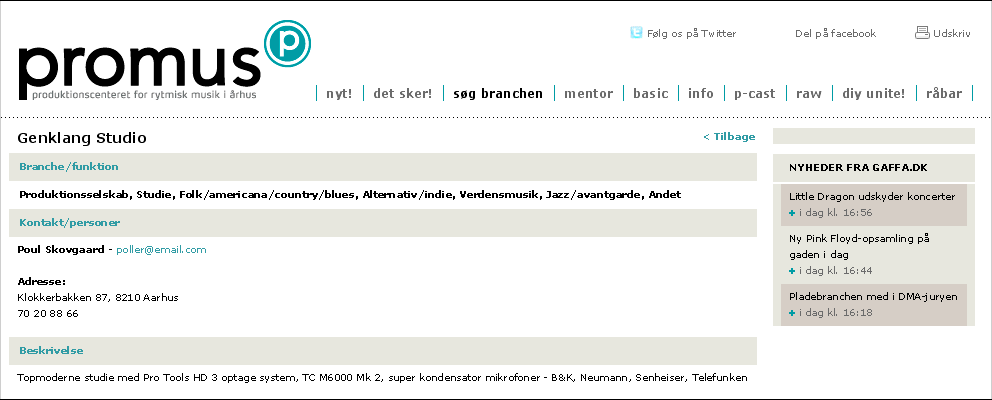 promus p
produktionscenteret for rytmisk musik i århus
Følg os på Twitter Del på facebook Udskriv
nyt! det sker! søg branchen mentor basic info p-cast raw diy unite! råbar
Genklang Studio
< Tilbage
Branche/funktion
Produktionsselskab, Studie, Folk/americana/country/blues, Alternativ/indie, Verdensmusik, Jazz/avantgarde, Andet
Kontakt/personer
Poul Skovgaard - poller@email.com
Adresse:
Klokkerbakken 87, 8210 Aarhus
70 20 88 66
Beskrivelse
Topmoderne studie med Pro Tools HD 3 optage system, TC M6000 Mk 2, super kondensator mikrofoner - B&K, Neumann, Senheiser, Telefunken
NYHEDER FRA GAFFA.DK
Little Dragon udskyder koncerter
+ i dag kl. 16:56
Ny Pink Floyd-opsamling på
gaden i dag
+ i dag kl. 16:44
Pladebranchen med i DMA-juryen
+ i dag kl. 16:18